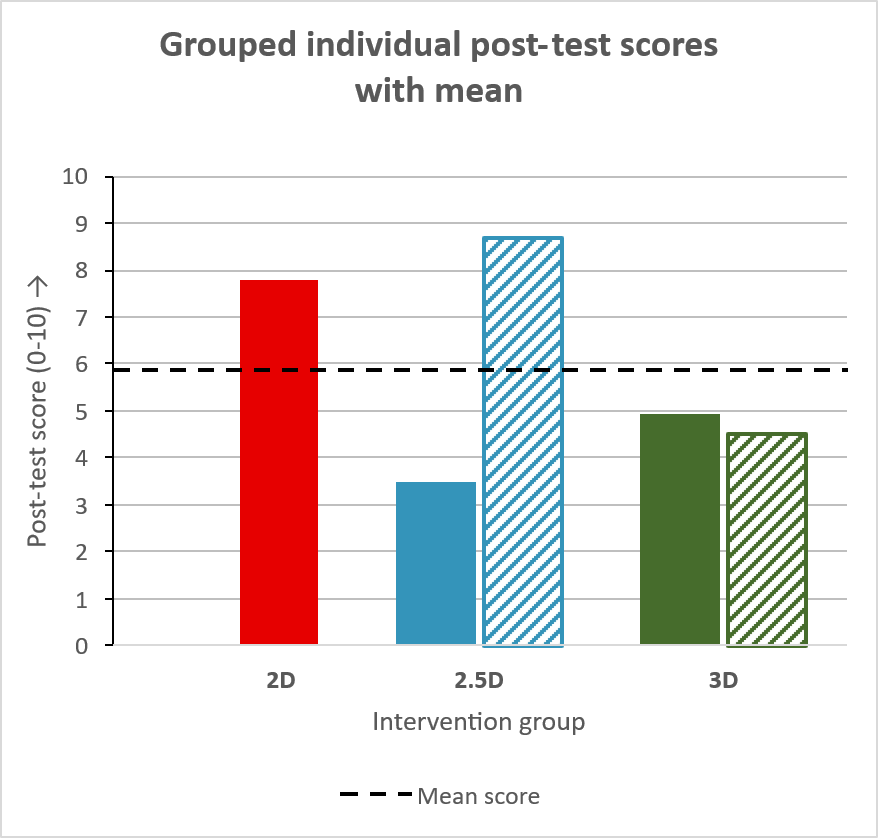 Grouped individual post-test scores
with mean
10
9
8
7
6
5
4
3
2
1
0
Post-test score (0-10) →
2D 2.5D 3D
Intervention group
Mean score